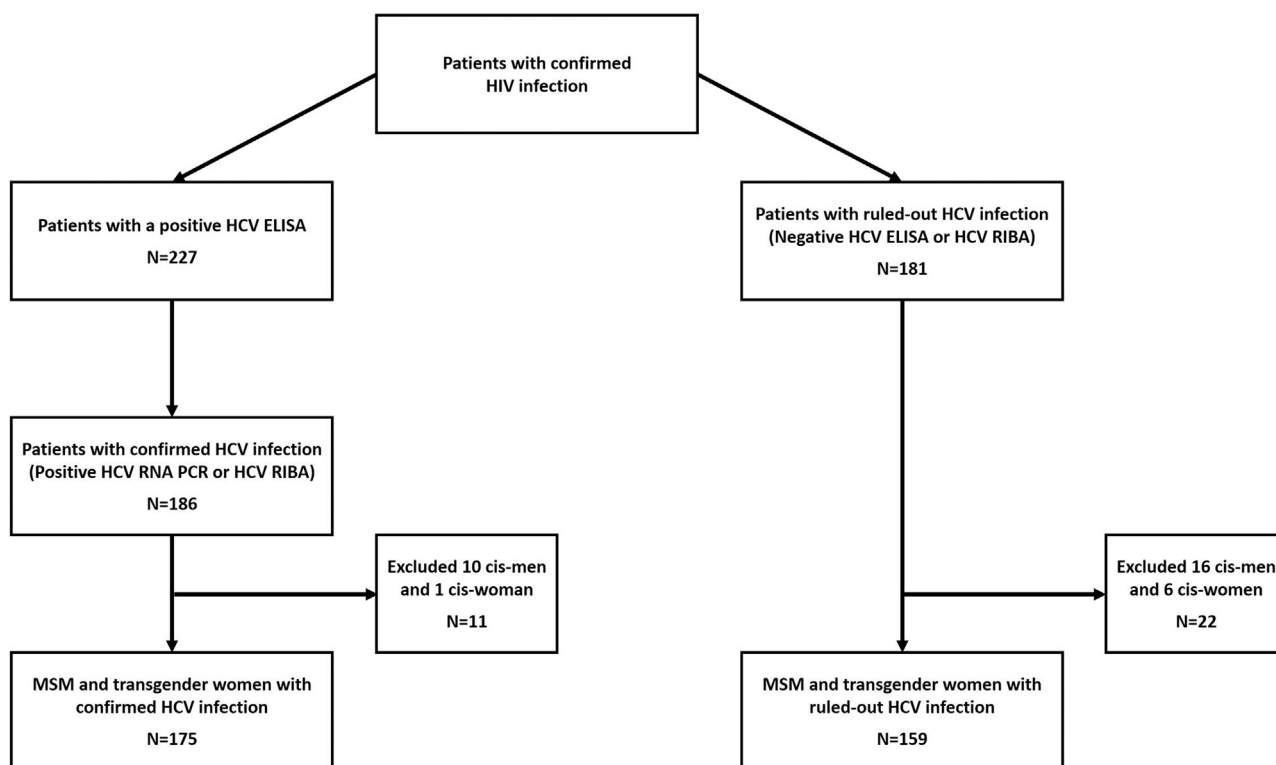 Patients with confirmed
HIV infection
Patients with a positive HCV ELISA
N=227
Patients with ruled-out HCV infection
(Negative HCV ELISA or HCV RIBA)
N=181
Patients with confirmed HCV infection
(Positive HCV RNA PCR or HCV RIBA)
N=186
Excluded 10 cis-men
and 1 cis-woman
N=11
Excluded 16 cis-men
and 6 cis-women
N=22
MSM and transgender women with
confirmed HCV infection
N=175
MSM and transgender women with
ruled-out HCV infection
N=159